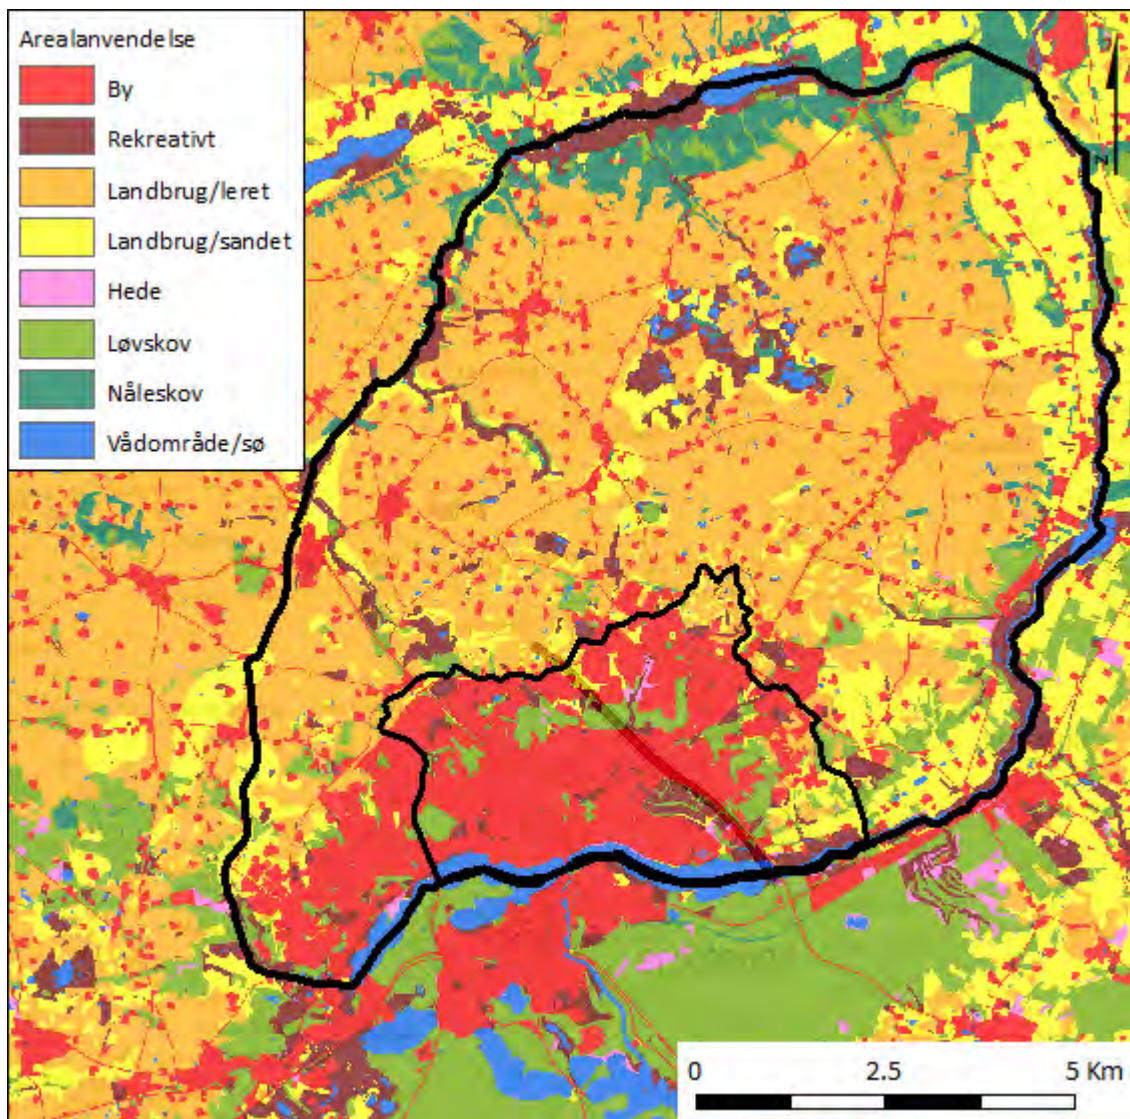 Arealanvendelse
By
Rekreativt
Landbrug/leret
Landbrug/sandet
Hede
Løvskov
Nåleskov
Vådområde/sø
N
0 2.5 5 Km